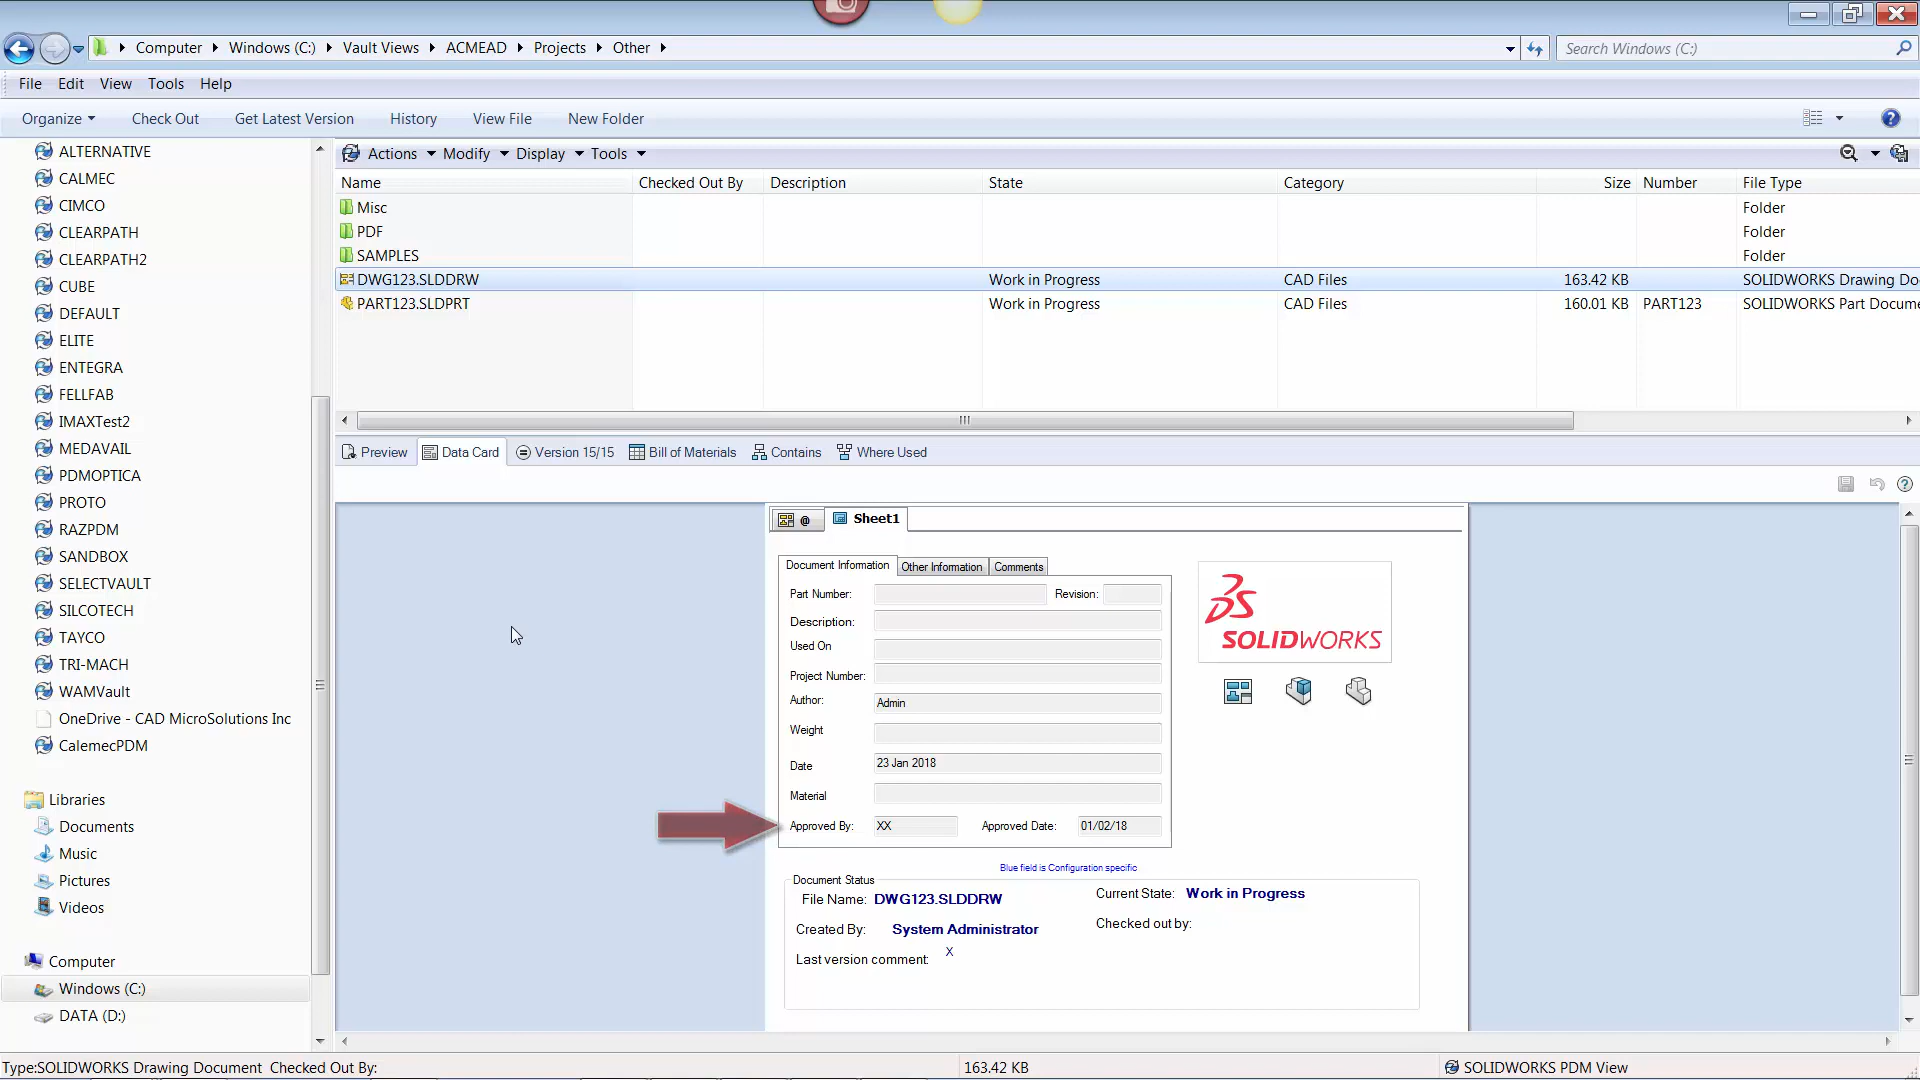 Computer Windows (C:) Vault Views ACMEAD Projects Other
Search Windows (C:)
File Edit View Tools Help
Organize Check Out Get Latest Version History View File New Folder
ALTERNATIVE
CALMEC
CIMCO
CLEARPATH
CLEARPATH2
CUBE
DEFAULT
ELITE
ENTEGRA
FELLFAB
IMAXTest2
MEDAVAIL
PDMOPTICA
PROTO
RAZPDM
SANDBOX
SELECTVAULT
SILCOTECH
TAYCO
TRI-MACH
WAMVault
OneDrive - CAD MicroSolutions Inc
CalemecPDM
Libraries
Documents
Music
Pictures
Videos
Computer
Windows (C:)
DATA (D:)
Actions Modify Display Tools
Name Checked Out By Description State Category Size Number File Type
Misc Folder
PDF Folder
SAMPLES Folder
DWG123.SLDDRW Work in Progress CAD Files 163.42 KB SOLIDWORKS Drawing Do
PART123.SLDPRT Work in Progress CAD Files 160.01 KB PART123 SOLIDWORKS Part Docume
Preview Data Card Version 15/15 Bill of Materials Contains Where Used
@ Sheet1
Document Information Other Information Comments
Part Number: Revision:
Description:
Used On
Project Number:
Author: Admin
Weight
Date 23 Jan 2018
Material
Approved By: XX Approved Date: 01/02/18
SOLIDWORKS
Blue field is Configuration specific
Document Status
File Name: DWG123.SLDDRW Current State: Work in Progress
Created By: System Administrator Checked out by:
Last version comment: X
Type:SOLIDWORKS Drawing Document Checked Out By: 163.42 KB SOLIDWORKS PDM View